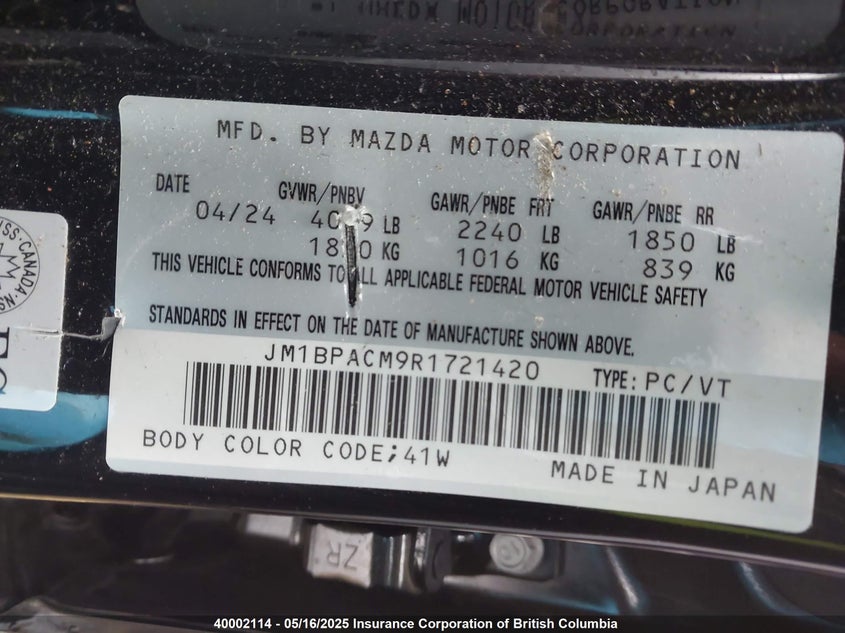 MFD. BY MAZDA MOTOR CORPORATION
DATE GVWR/PNBV GAWR/PNBE FRT GAWR/PNBE RR
04/24 LB 2240 LB 1850 LB
KG 1016 KG 839 KG
THIS VEHICLE CONFORMS TO ALL APPLICABLE FEDERAL MOTOR VEHICLE SAFETY
STANDARDS IN EFFECT ON THE DATE OF MANUFACTURE SHOWN ABOVE.
JM1BPACM9R1721420 TYPE: PC/VT
BODY COLOR CODE;41W
MADE IN JAPAN
ZR
40002114 - 05/16/2025 Insurance Corporation of British Columbia